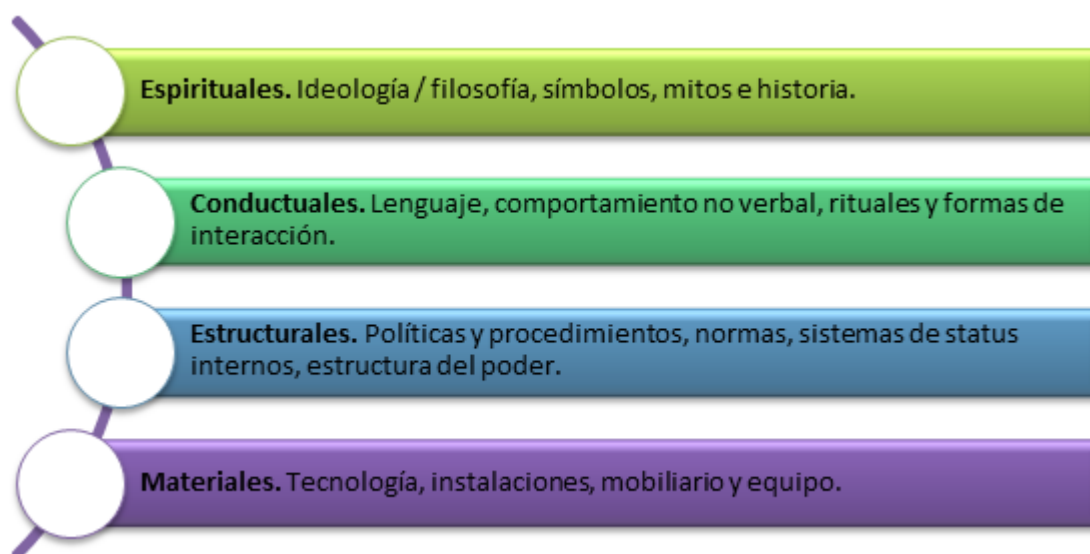 Espirituales. Ideología / filosofía, símbolos, mitos e historia.
Conductuales. Lenguaje, comportamiento no verbal, rituales y formas de
interacción.
Estructurales. Políticas y procedimientos, normas, sistemas de status
internos, estructura del poder.
Materiales. Tecnología, instalaciones, mobiliario y equipo.